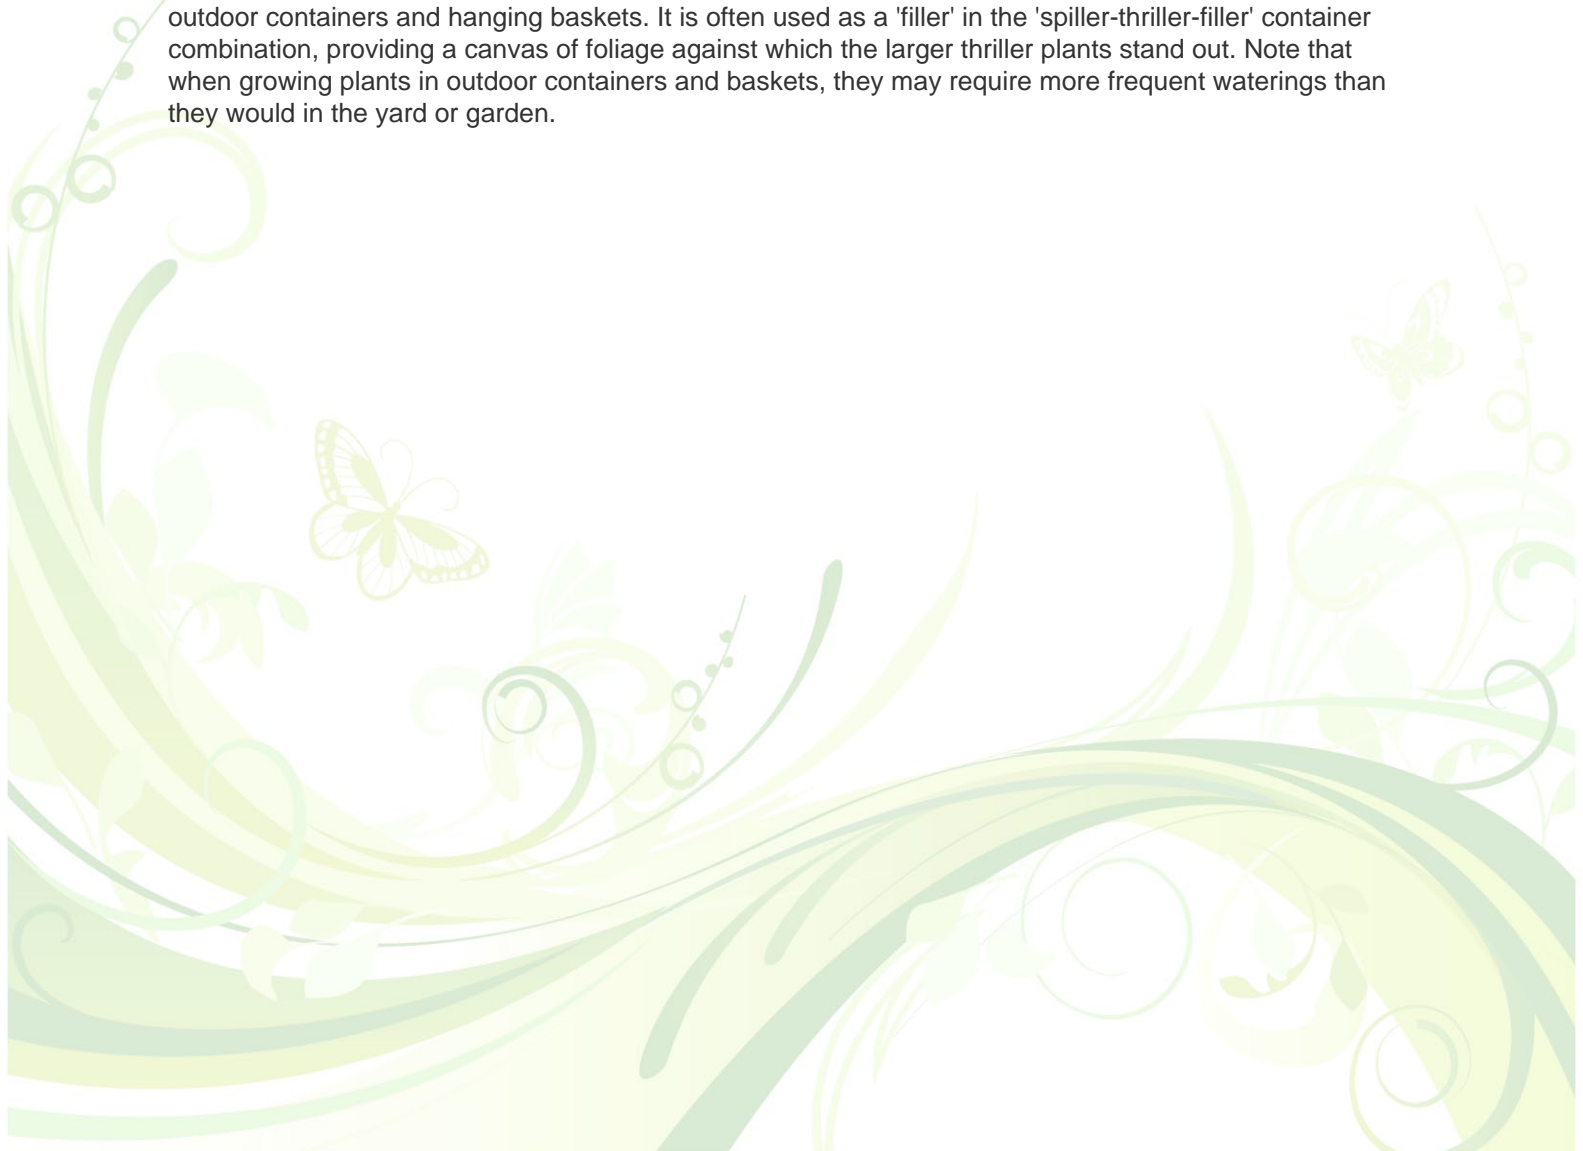 outdoor containers and hanging baskets. It is often used as a 'filler' in the 'spiller-thriller-filler' container
combination, providing a canvas of foliage against which the larger thriller plants stand out. Note that
when growing plants in outdoor containers and baskets, they may require more frequent waterings than
they would in the yard or garden.